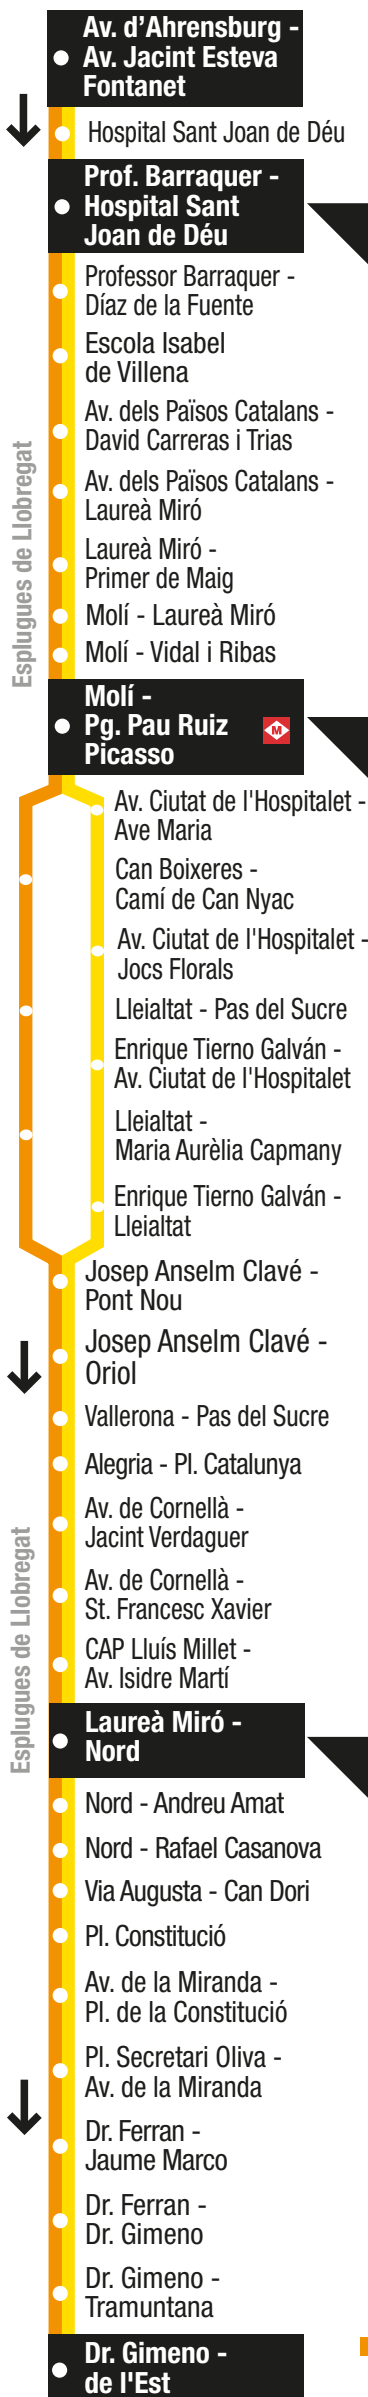 Av. d'Ahrensburg -
Av. Jacint Esteva
Fontanet
Hospital Sant Joan de Déu
Prof. Barraquer -
Hospital Sant
Joan de Déu
Professor Barraquer -
Díaz de la Fuente
Escola Isabel
de Villena
Av. dels Països Catalans -
David Carreras i Trias
Av. dels Països Catalans -
Laureà Miró
Laureà Miró -
Primer de Maig
Molí - Laureà Miró
Molí - Vidal i Ribas
Esplugues de Llobregat
Molí -
Pg. Pau Ruiz
Picasso
M
Av. Ciutat de l'Hospitalet -
Ave Maria
Can Boixeres -
Camí de Can Nyac
Av. Ciutat de l'Hospitalet -
Jocs Florals
Lleialtat - Pas del Sucre
Enrique Tierno Galván -
Av. Ciutat de l'Hospitalet
Lleialtat -
Maria Aurèlia Capmany
Enrique Tierno Galván -
Lleialtat
Josep Anselm Clavé -
Pont Nou
Josep Anselm Clavé -
Oriol
Vallerona - Pas del Sucre
Alegria - Pl. Catalunya
Av. de Cornellà -
Jacint Verdaguer
Av. de Cornellà -
St. Francesc Xavier
CAP Lluís Millet -
Av. Isidre Martí
Esplugues de Llobregat
Laureà Miró -
Nord
Nord - Andreu Amat
Nord - Rafael Casanova
Via Augusta - Can Dori
Pl. Constitució
Av. de la Miranda -
Pl. de la Constitució
Pl. Secretari Oliva -
Av. de la Miranda
Dr. Ferran -
Jaume Marco
Dr. Ferran -
Dr. Gimeno
Dr. Gimeno -
Tramuntana
Dr. Gimeno -
de l'Est